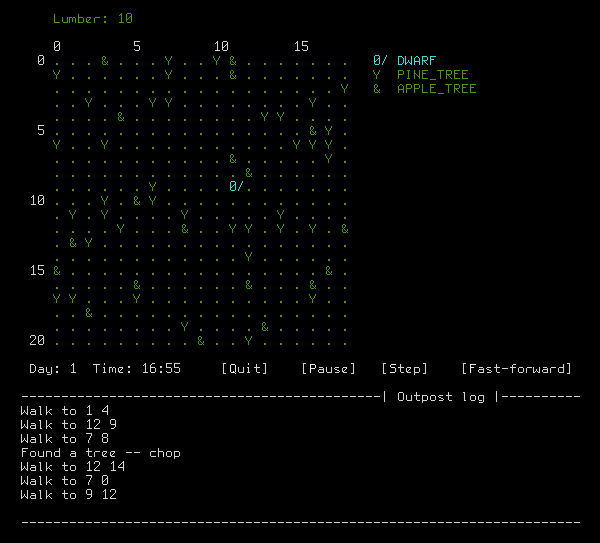 Lumber: 10
0 5 10 15
0 . . . & . . . Y . . Y & . . . . . . . 0/ DWARF
Y . . . . . . Y . . . & . . . . . . . Y PINE_TREE
. . . . . . . . . . . . . . . . . . Y & APPLE_TREE
. . Y . . . Y Y . . . . . . . . Y . .
. . . . & . . . . . . . . Y Y . . . .
5 . . . . . . . . . . . . . . . . & Y .
Y . . Y . . . . . . . . . . . Y Y Y .
. . . . . . . . . . . & . . . . . Y .
. . . . . . . . . . . . & . . . . . .
. . . . . . Y . . . . 0/ . . . . . . .
10 . . . Y . & Y . . . . . . . . . . . .
. Y . Y . . . . Y . . . . . Y . . . .
. . . . Y . . . & . . Y Y . Y . Y . &
. & Y . . . . . . . . . . . . . . . .
. . . . . . . . . . . . Y . . . . . .
15 & . . . . . . . . . . . . . . . . & .
. . . . . & . . . . . . & . . . & . .
Y Y . . . Y . . . . . . . . . . Y . .
. . & . . . . . . . . . . . . . . . .
. . . . . . . . Y . . . . & . . . . .
20 . . . . . . . . . & . . Y . . . . . .
Day: 1 Time: 16:55 [Quit] [Pause] [Step] [Fast-forward]
---------------------------------------------| Outpost log |----------
Walk to 1 4
Walk to 12 9
Walk to 7 8
Found a tree -- chop
Walk to 12 14
Walk to 7 0
Walk to 9 12
----------------------------------------------------------------------